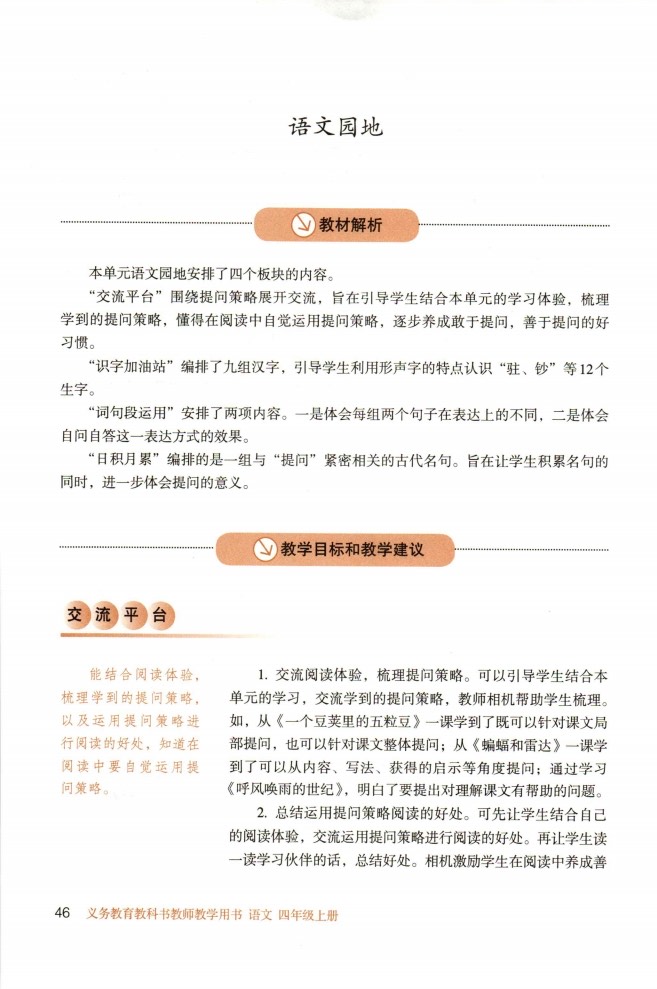 语文园地
教材解析
本单元语文园地安排了四个板块的内容。
“交流平台”围绕提问策略展开交流，旨在引导学生结合本单元的学习体验，梳理
学到的提问策略，懂得在阅读中自觉运用提问策略，逐步养成敢于提问，善于提问的好
习惯。
“识字加油站”编排了九组汉字，引导学生利用形声字的特点认识“驻、钞”等12个
生字。
“词句段运用”安排了两项内容。一是体会每组两个句子在表达上的不同，二是体会
自问自答这一表达方式的效果。
“日积月累”编排的是一组与“提问”紧密相关的古代名句。旨在让学生积累名句的
同时，进一步体会提问的意义。
教学目标和教学建议
交流平台
能结合阅读体验，
梳理学到的提问策略，
以及运用提问策略进
行阅读的好处，知道在
阅读中要自觉运用提
问策略。
1. 交流阅读体验，梳理提问策略。可以引导学生结合本
单元的学习，交流学到的提问策略，教师相机帮助学生梳理。
如，从《一个豆荚里的五粒豆》一课学到了既可以针对课文局
部提问，也可以针对课文整体提问；从《蝙蝠和雷达》一课学
到了可以从内容、写法、获得的启示等角度提问；通过学习
《呼风唤雨的世纪》，明白了要提出对理解课文有帮助的问题。
2. 总结运用提问策略阅读的好处。可先让学生结合自己
的阅读体验，交流运用提问策略进行阅读的好处。再让学生读
一读学习伙伴的话，总结好处。相机激励学生在阅读中养成善
46 义务教育教科书教师教学用书 语文 四年级上册